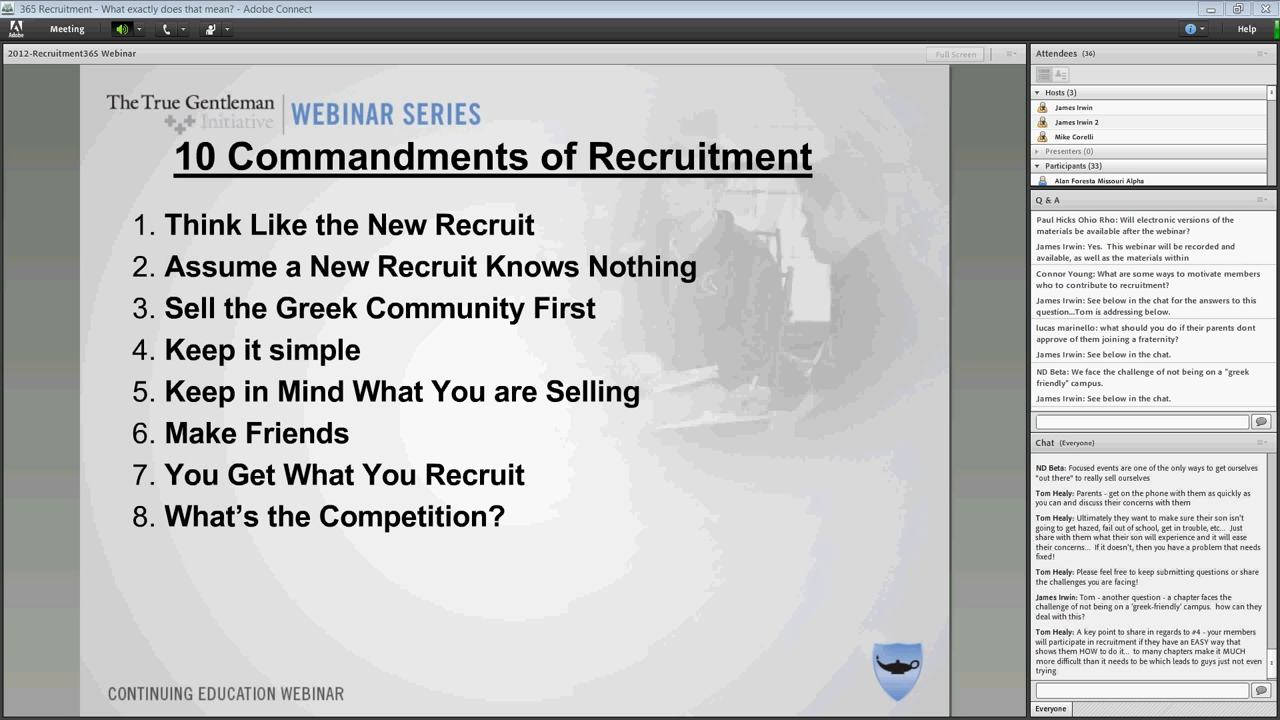 365 Recruitment - What exactly does that mean? - Adobe Connect
Adobe
Meeting
Help
2012-Recruitment365 Webinar
Full Screen
The True Gentleman
Initiative
WEBINAR SERIES
10 Commandments of Recruitment
1. Think Like the New Recruit
2. Assume a New Recruit Knows Nothing
3. Sell the Greek Community First
4. Keep it simple
5. Keep in Mind What You are Selling
6. Make Friends
7. You Get What You Recruit
8. What's the Competition?
CONTINUING EDUCATION WEBINAR
Attendees (36)
Hosts (3)
James Irwin
James Irwin 2
Mike Corelli
Presenters (0)
Participants (33)
Alan Foresta Missouri Alpha
Q & A
Paul Hicks Ohio Rho: Will electronic versions of the
materials be available after the webinar?
James Irwin: Yes. This webinar will be recorded and
available, as well as the materials within
Connor Young: What are some ways to motivate members
who to contribute to recruitment?
James Irwin: See below in the chat for the answers to this
question...Tom is addressing below.
lucas marinello: what should you do if their parents dont
approve of them joining a fraternity?
James Irwin: See below in the chat.
ND Beta: We face the challenge of not being on a "greek
friendly" campus.
James Irwin: See below in the chat.
Chat (Everyone)
ND Beta: Focused events are one of the only ways to get ourselves
"out there" to really sell ourselves
Tom Healy: Parents - get on the phone with them as quickly as
you can and discuss their concerns with them
Tom Healy: Ultimately they want to make sure their son isn't
going to get hazed, fail out of school, get in trouble, etc... Just
share with them what their son will experience and it will ease
their concerns... If it doesn't, then you have a problem that needs
fixed!
Tom Healy: Please feel free to keep submitting questions or share
the challenges you are facing!
James Irwin: Tom - another question - a chapter faces the
challenge of not being on a 'greek-friendly' campus. how can they
deal with this?
Tom Healy: A key point to share in regards to #4 - your members
will participate in recruitment if they have an EASY way that
shows them HOW to do it... to many chapters make it MUCH
more difficult than it needs to be which leads to guys just not even
trying
Everyone